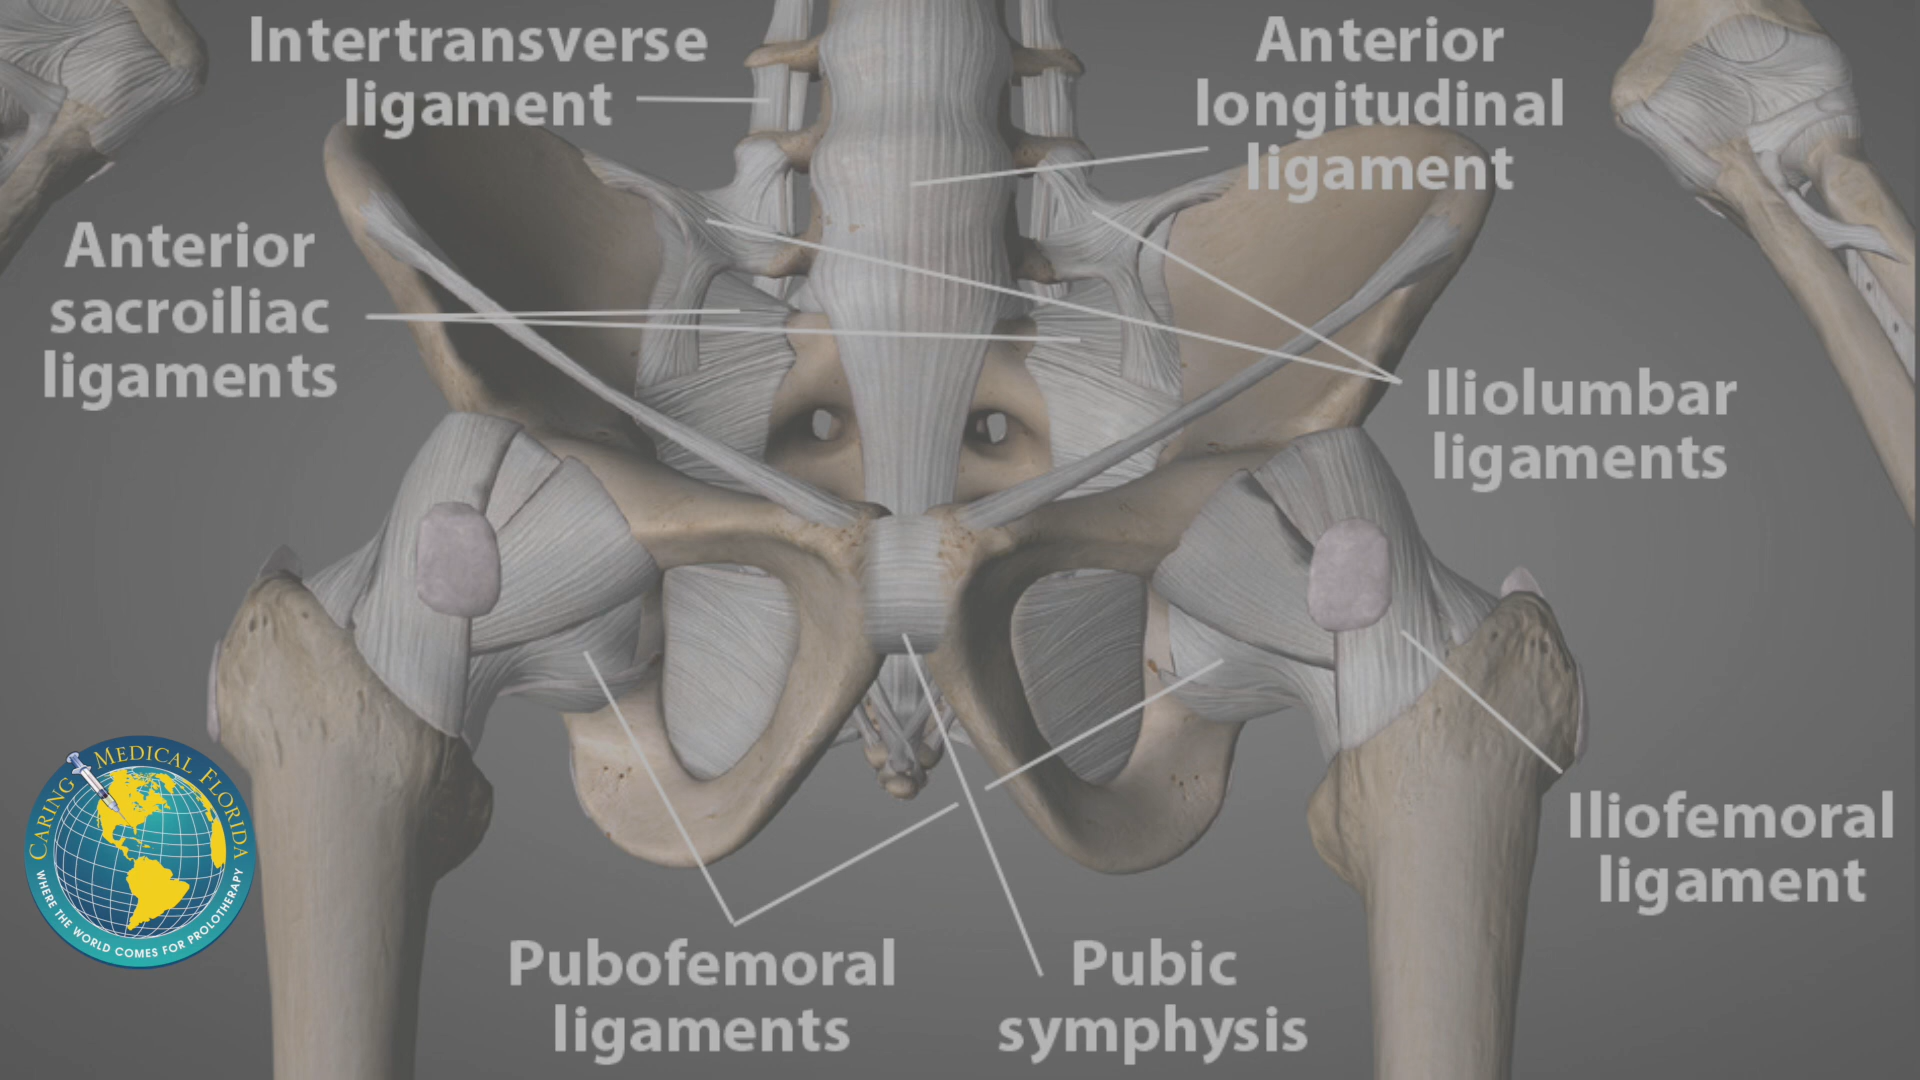 Intertransverse
ligament
Anterior
longitudinal
ligament
Anterior
sacroiliac
ligaments
Iliolumbar
ligaments
Iliofemoral
ligament
Pubofemoral
ligaments
Pubic
symphysis
CARING MEDICAL FLORIDA
WHERE THE WORLD COMES FOR PROLOTHERAPY